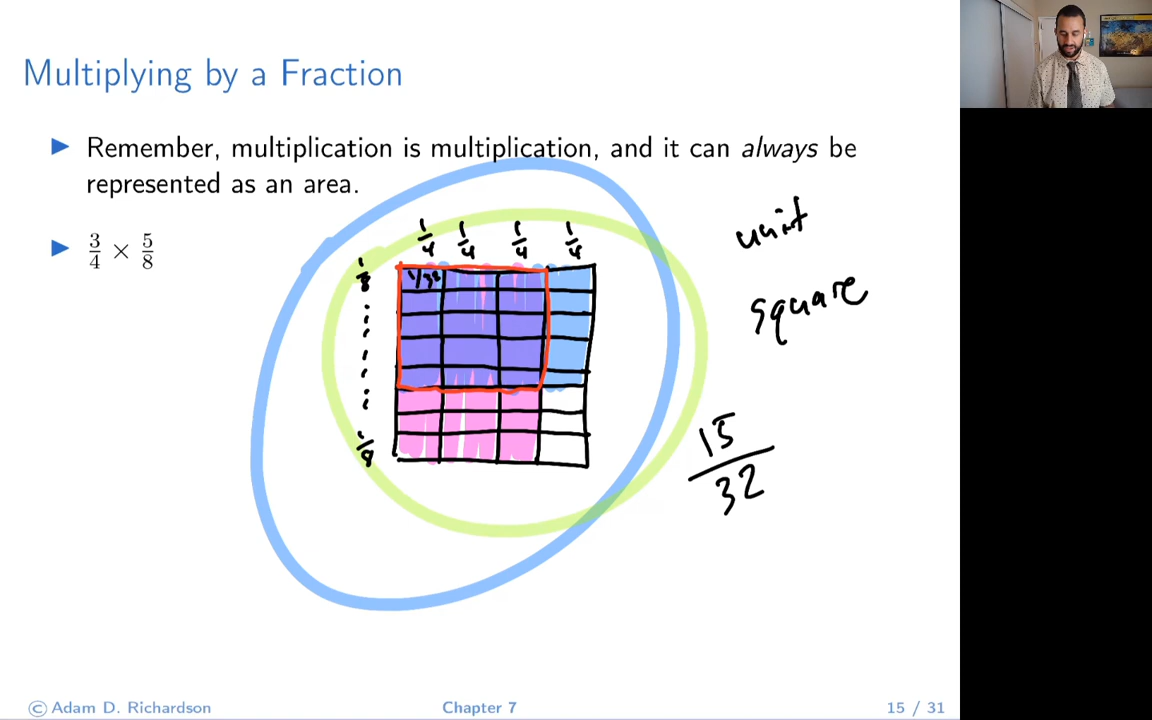 Multiplying by a Fraction
▶ Remember, multiplication is multiplication, and it can always be
represented as an area.
▶ 3/4 × 5/8
1/4 1/4 1/4 1/4
1/8
1/32
1/8
unit
square
15/32
© Adam D. Richardson Chapter 7 15 / 31